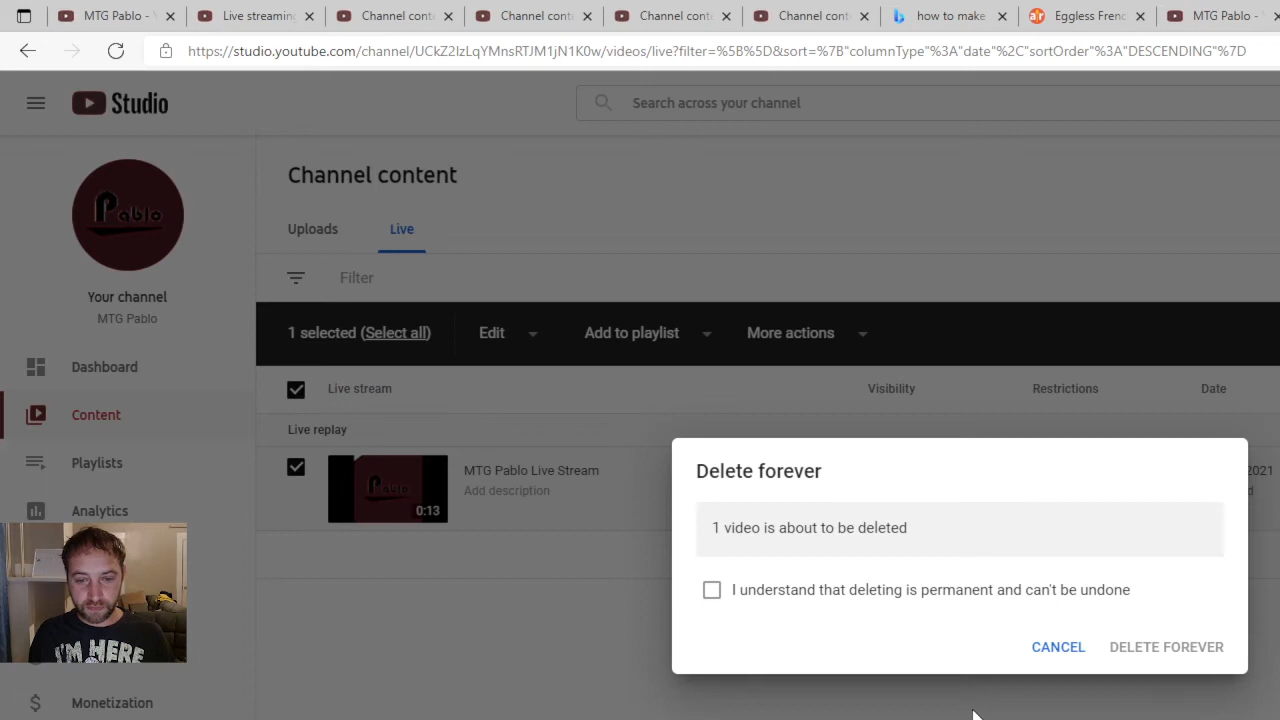 MTG Pablo -
Live streaming
Channel cont
Channel cont
Channel cont
Channel cont
how to make
Eggless Fren
MTG Pablo -
https://studio.youtube.com/channel/UCkZ2IzLqYMnsRTJM1jN1K0w/videos/live?filter=%5B%5D&sort=%7B"columnType"%3A"date"%2C"sortOrder"%3A"DESCENDING"%7D
Studio
Search across your channel
Pablo
Channel content
Uploads
Live
Your channel
MTG Pablo
Filter
1 selected (Select all)
Edit
Add to playlist
More actions
Dashboard
Live stream
Visibility
Restrictions
Date
Content
Live replay
Playlists
Pablo
0:13
MTG Pablo Live Stream
Add description
2021
Analytics
Delete forever
1 video is about to be deleted
I understand that deleting is permanent and can't be undone
CANCEL
DELETE FOREVER
I'M HERE
Monetization